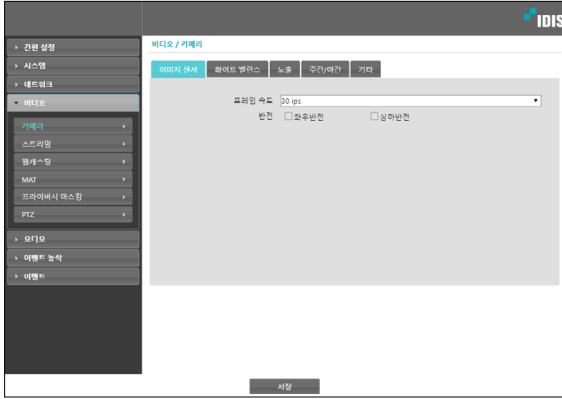 IDIS
간편 설정
시스템
네트워크
비디오
카메라
스트리밍
웹캐스팅
MAT
프라이버시 마스킹
PTZ
오디오
이벤트 동작
이벤트
비디오 / 카메라
이미지 센서 화이트 밸런스 노출 주간/야간 기타
프레임 속도 30 ips
반전 좌우반전 상하반전
저장